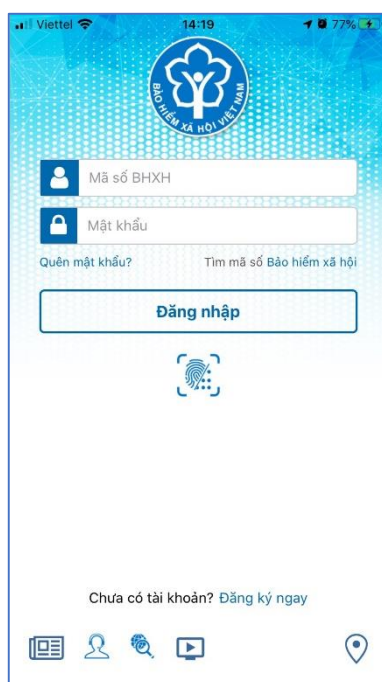 Viettel 14:19 77%
BẢO HIỂM XÃ HỘI VIỆT NAM
Mã số BHXH
Mật khẩu
Quên mật khẩu? Tìm mã số Bảo hiểm xã hội
Đăng nhập
Chưa có tài khoản? Đăng ký ngay